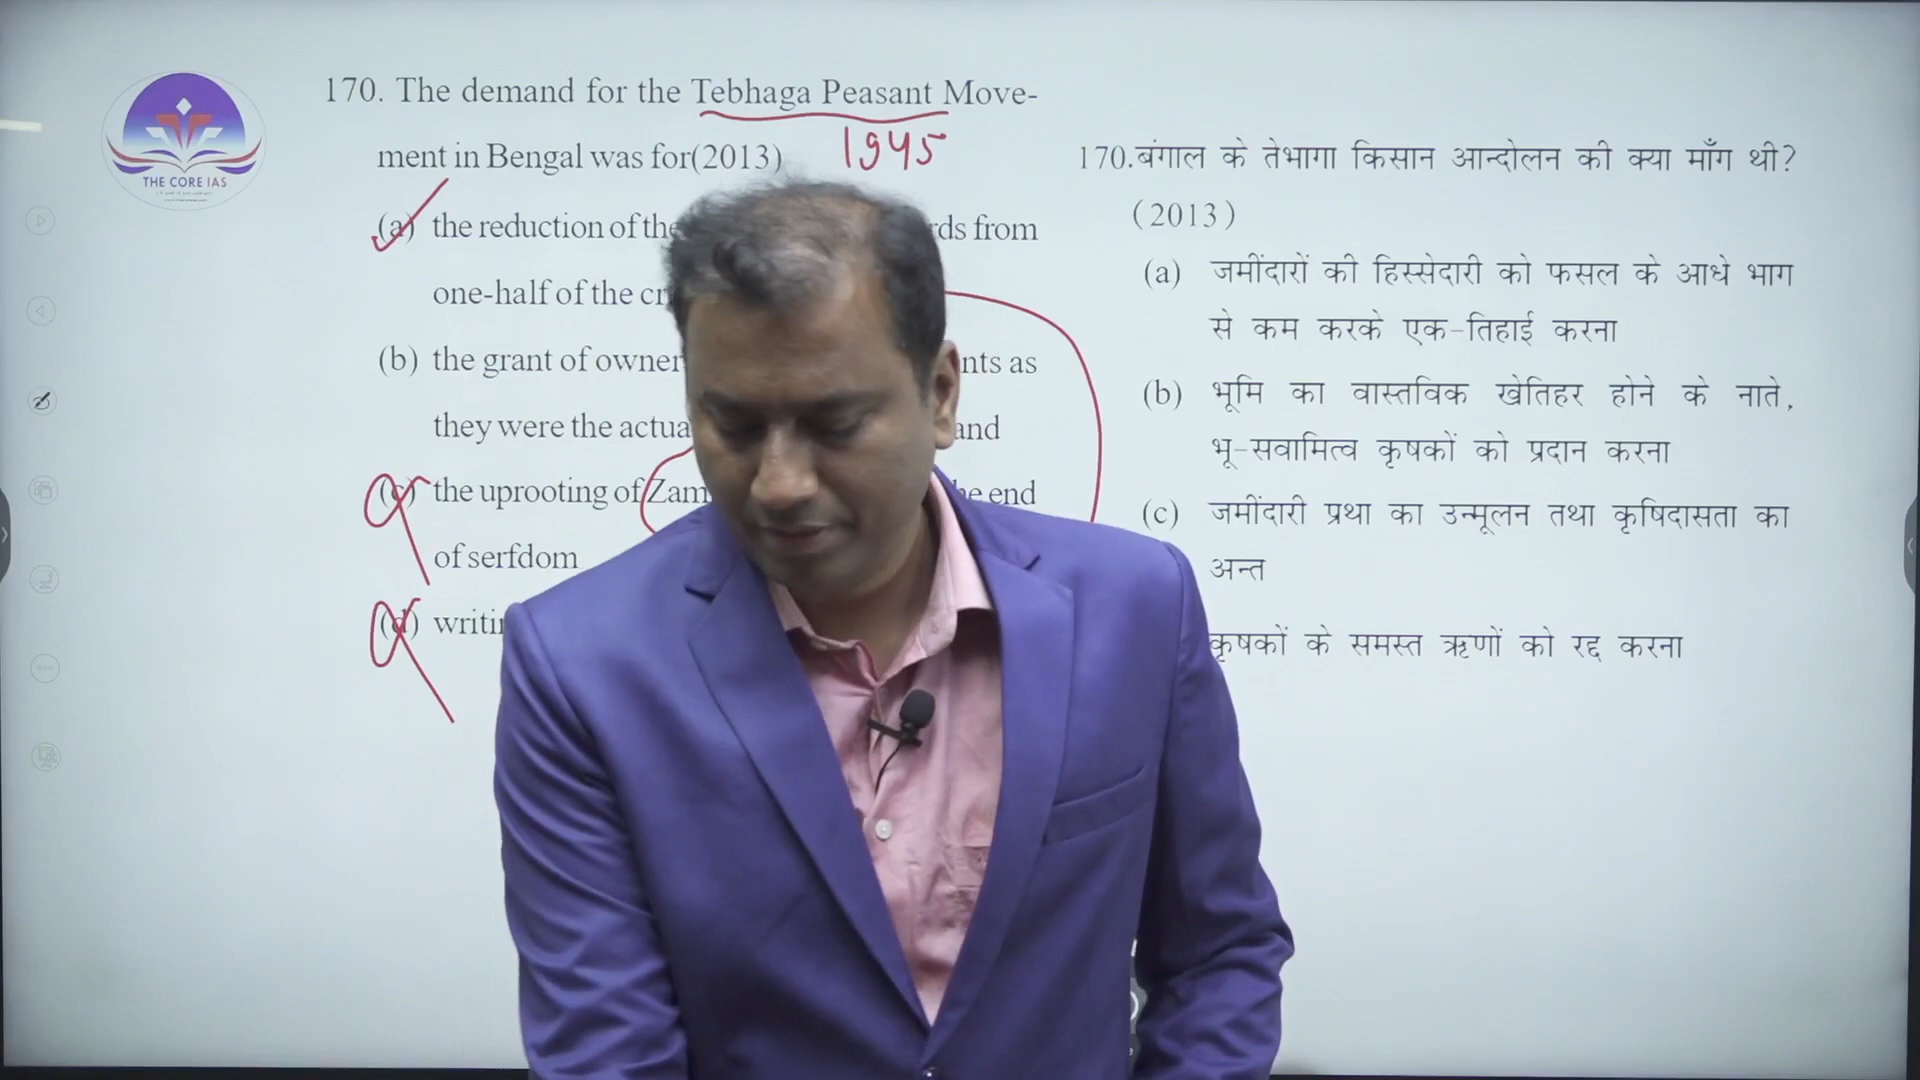 THE CORE IAS
170. The demand for the Tebhaga Peasant Move-
1945
ment in Bengal was for(2013)
(a) the reduction of the rds from
one-half of the cr
(b) the grant of owner nts as
they were the actua and
(c) the uprooting of Zam he end
of serfdom
(d) writin
170.बंगाल के तेभागा किसान आन्दोलन की क्या माँग थी?
(2013)
(a) जमींदारों की हिस्सेदारी को फसल के आधे भाग
से कम करके एक-तिहाई करना
(b) भूमि का वास्तविक खेतिहर होने के नाते,
भू-सवामित्व कृषकों को प्रदान करना
(c) जमींदारी प्रथा का उन्मूलन तथा कृषिदासता का
अन्त
कृषकों के समस्त ऋणों को रद्द करना